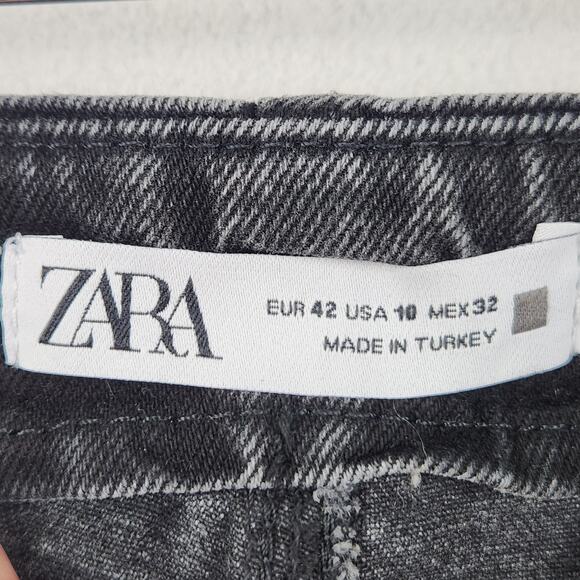 ZARA
EUR 42 USA 10 MEX 32
MADE IN TURKEY